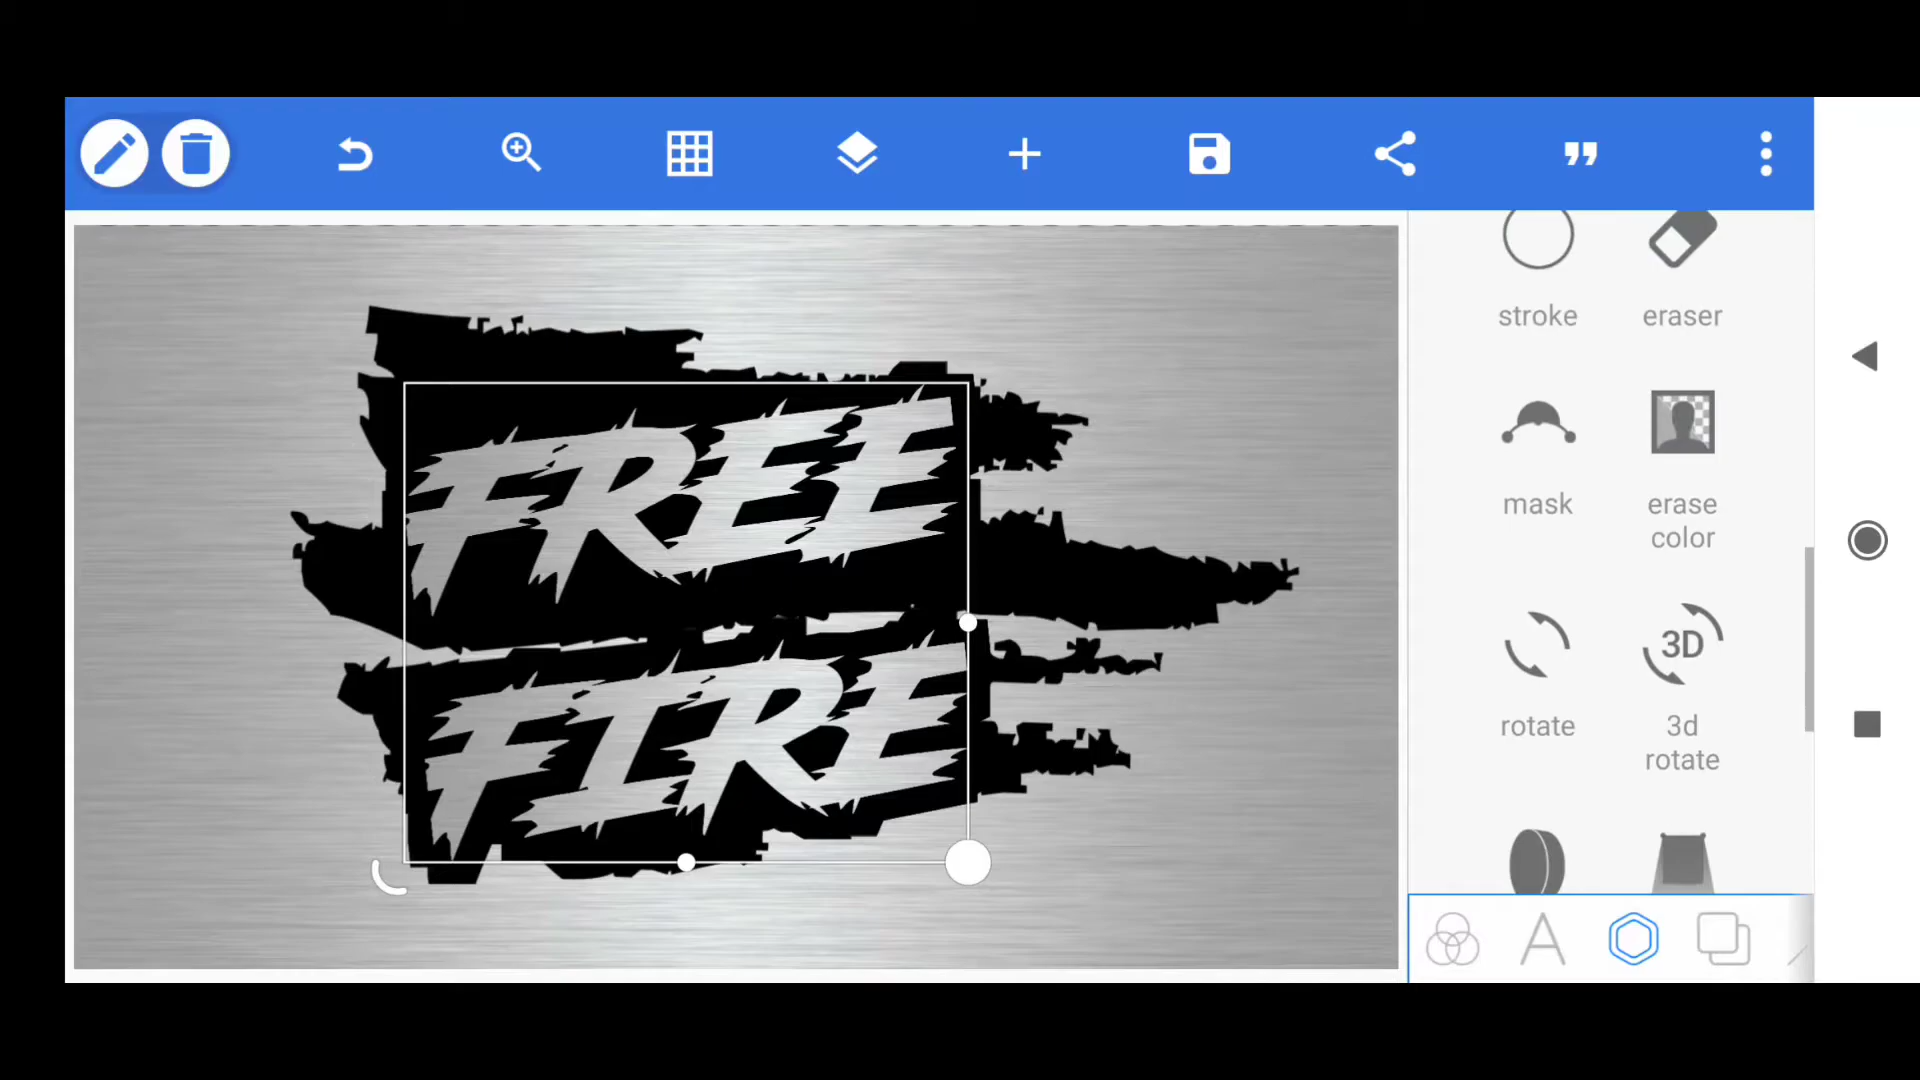 stroke
eraser
FREE
mask
erase
color
FIRE
rotate
3D
3d
rotate